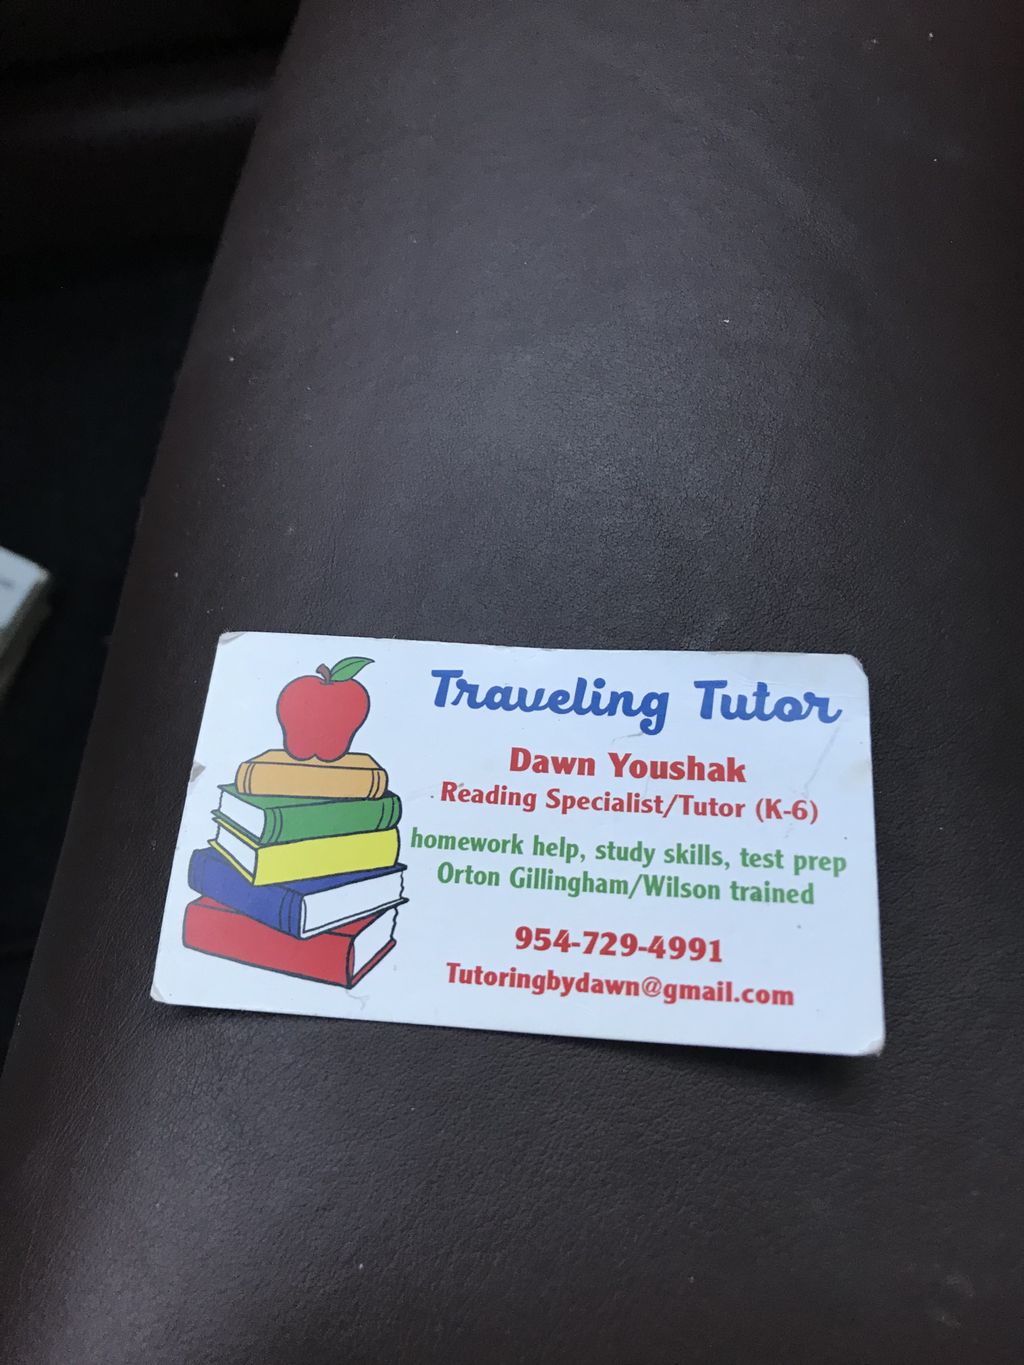 Traveling Tutor
Dawn Youshak
Reading Specialist/Tutor (K-6)
homework help, study skills, test prep
Orton Gillingham/Wilson trained
954-729-4991
Tutoringbydawn@gmail.com